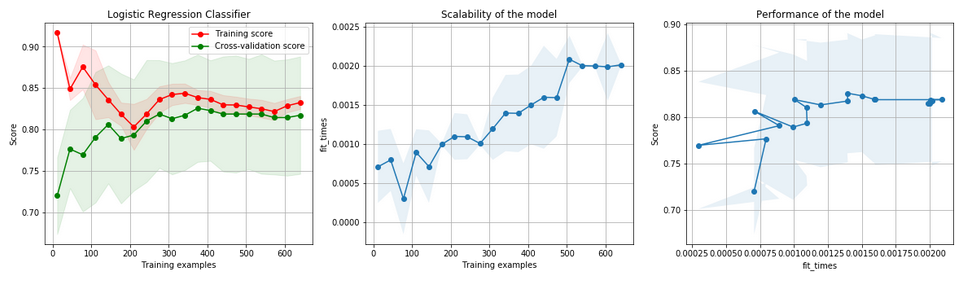 Logistic Regression Classifier
Training score
Cross-validation score
0.90
0.85
0.80
0.75
0.70
Score
0 100 200 300 400 500 600
Training examples
Scalability of the model
0.0025
0.0020
0.0015
0.0010
0.0005
0.0000
fit_times
0 100 200 300 400 500 600
Training examples
Performance of the model
0.90
0.85
0.80
0.75
0.70
Score
0.00025 0.00050 0.00075 0.00100 0.00125 0.00150 0.00175 0.00200
fit_times